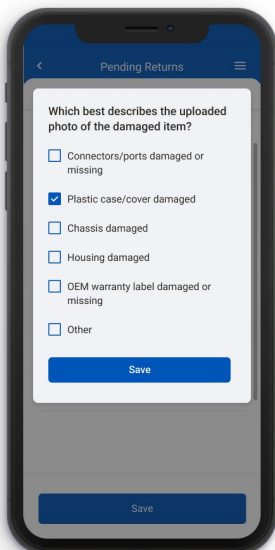 Pending Returns
Which best describes the uploaded
photo of the damaged item?
Connectors/ports damaged or
missing
Plastic case/cover damaged
Chassis damaged
Housing damaged
OEM warranty label damaged or
missing
Other
Save
Save